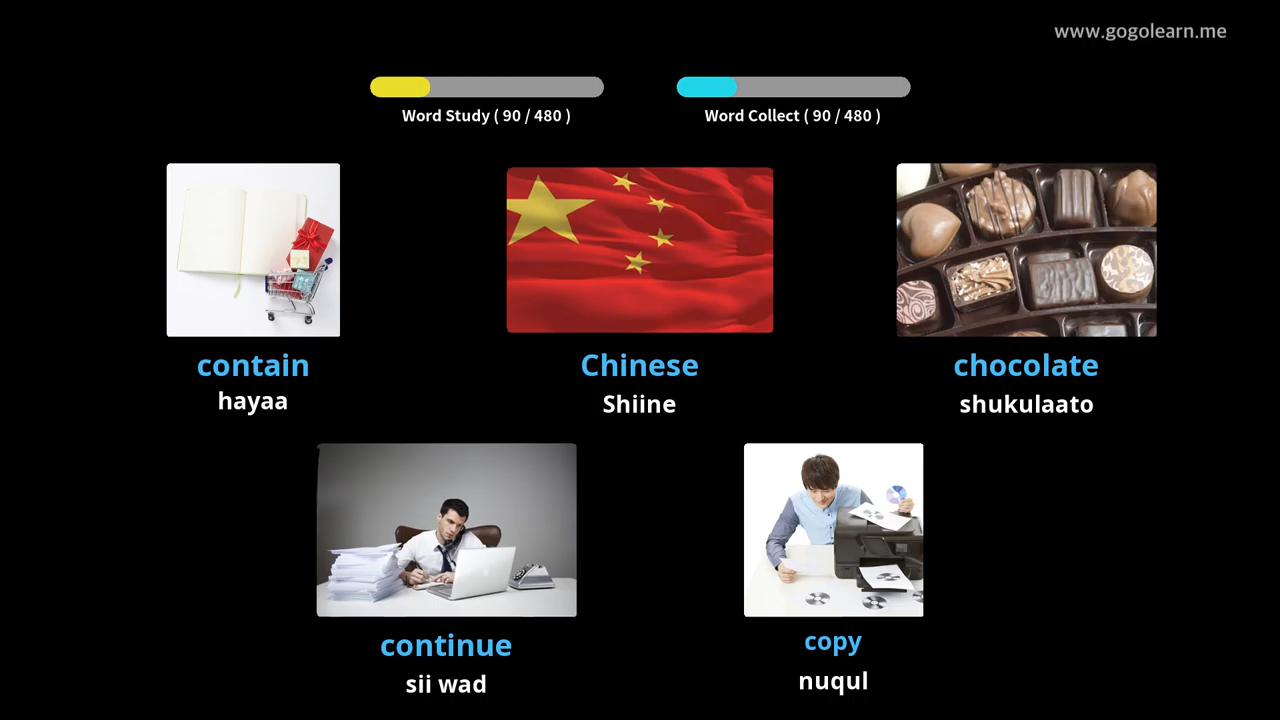 www.gogolearn.me
Word Study ( 90 / 480 )
Word Collect ( 90 / 480 )
contain
hayaa
Chinese
Shiine
chocolate
shukulaato
continue
sii wad
copy
nuqul